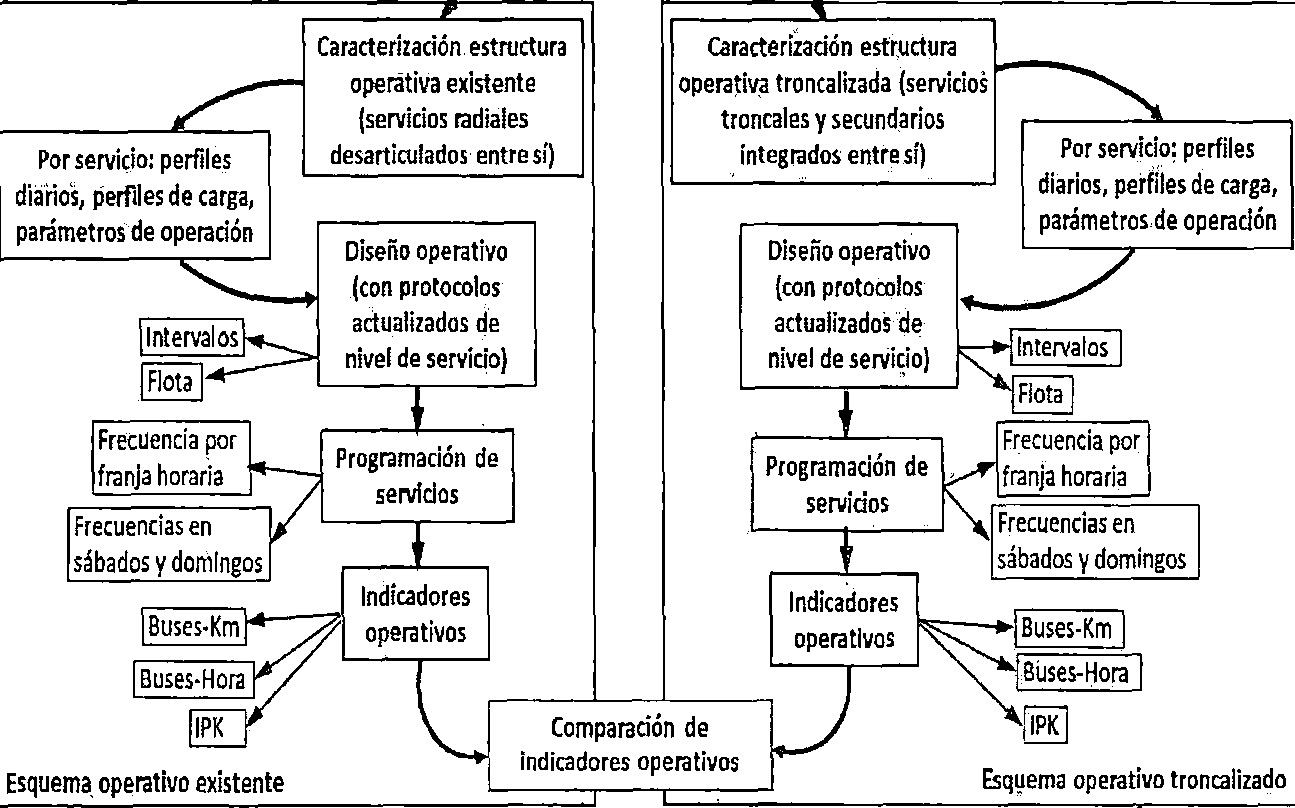 Caracterización estructura
operativa existente
(servicios radiales
desarticulados entre sí)
Por servicio: perfiles
diarios, perfiles de carga,
parámetros de operación
Diseño operativo
(con protocolos
actualizados de
nivel de servicio)
Intervalos
Flota
Programación de
servicios
Frecuencia por
franja horaria
Frecuencias en
sábados y domingos
Indicadores
operativos
Buses-Km
Buses-Hora
IPK
Esquema operativo existente
Caracterización estructura
operativa troncalizada (servicios
troncales y secundarios
integrados entre sí)
Por servicio: perfiles
diarios, perfiles de carga,
parámetros de operación
Diseño operativo
(con protocolos
actualizados de
nivel de servicio)
Intervalos
Flota
Programación de
servicios
Frecuencia por
franja horaria
Frecuencias en
sábados y domingos
Indicadores
operativos
Buses-Km
Buses-Hora
IPK
Comparación de
indicadores operativos
Esquema operativo troncalizado